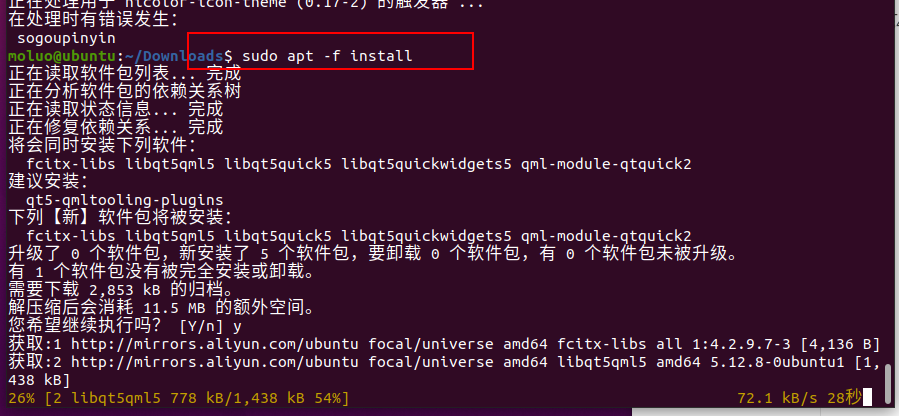 正在处理用于 hicolor-icon-theme (0.17-2) 的触发器 ...
在处理时有错误发生：
 sogoupinyin
moluo@ubuntu:~/Downloads$ sudo apt -f install
正在读取软件包列表... 完成
正在分析软件包的依赖关系树
正在读取状态信息... 完成
正在修复依赖关系... 完成
将会同时安装下列软件：
  fcitx-libs libqt5qml5 libqt5quick5 libqt5quickwidgets5 qml-module-qtquick2
建议安装：
  qt5-qmltooling-plugins
下列【新】软件包将被安装：
  fcitx-libs libqt5qml5 libqt5quick5 libqt5quickwidgets5 qml-module-qtquick2
升级了 0 个软件包，新安装了 5 个软件包，要卸载 0 个软件包，有 0 个软件包未被升级。
有 1 个软件包没有被完全安装或卸载。
需要下载 2,853 kB 的归档。
解压缩后会消耗 11.5 MB 的额外空间。
您希望继续执行吗？ [Y/n] y
获取:1 http://mirrors.aliyun.com/ubuntu focal/universe amd64 fcitx-libs all 1:4.2.9.7-3 [4,136 B]
获取:2 http://mirrors.aliyun.com/ubuntu focal/universe amd64 libqt5qml5 amd64 5.12.8-0ubuntu1 [1,
438 kB]
26% [2 libqt5qml5 778 kB/1,438 kB 54%] 72.1 kB/s 28秒